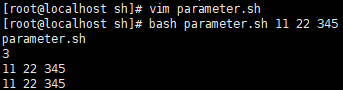 [root@localhost sh]# vim parameter.sh
[root@localhost sh]# bash parameter.sh 11 22 345
parameter.sh
3
11 22 345
11 22 345